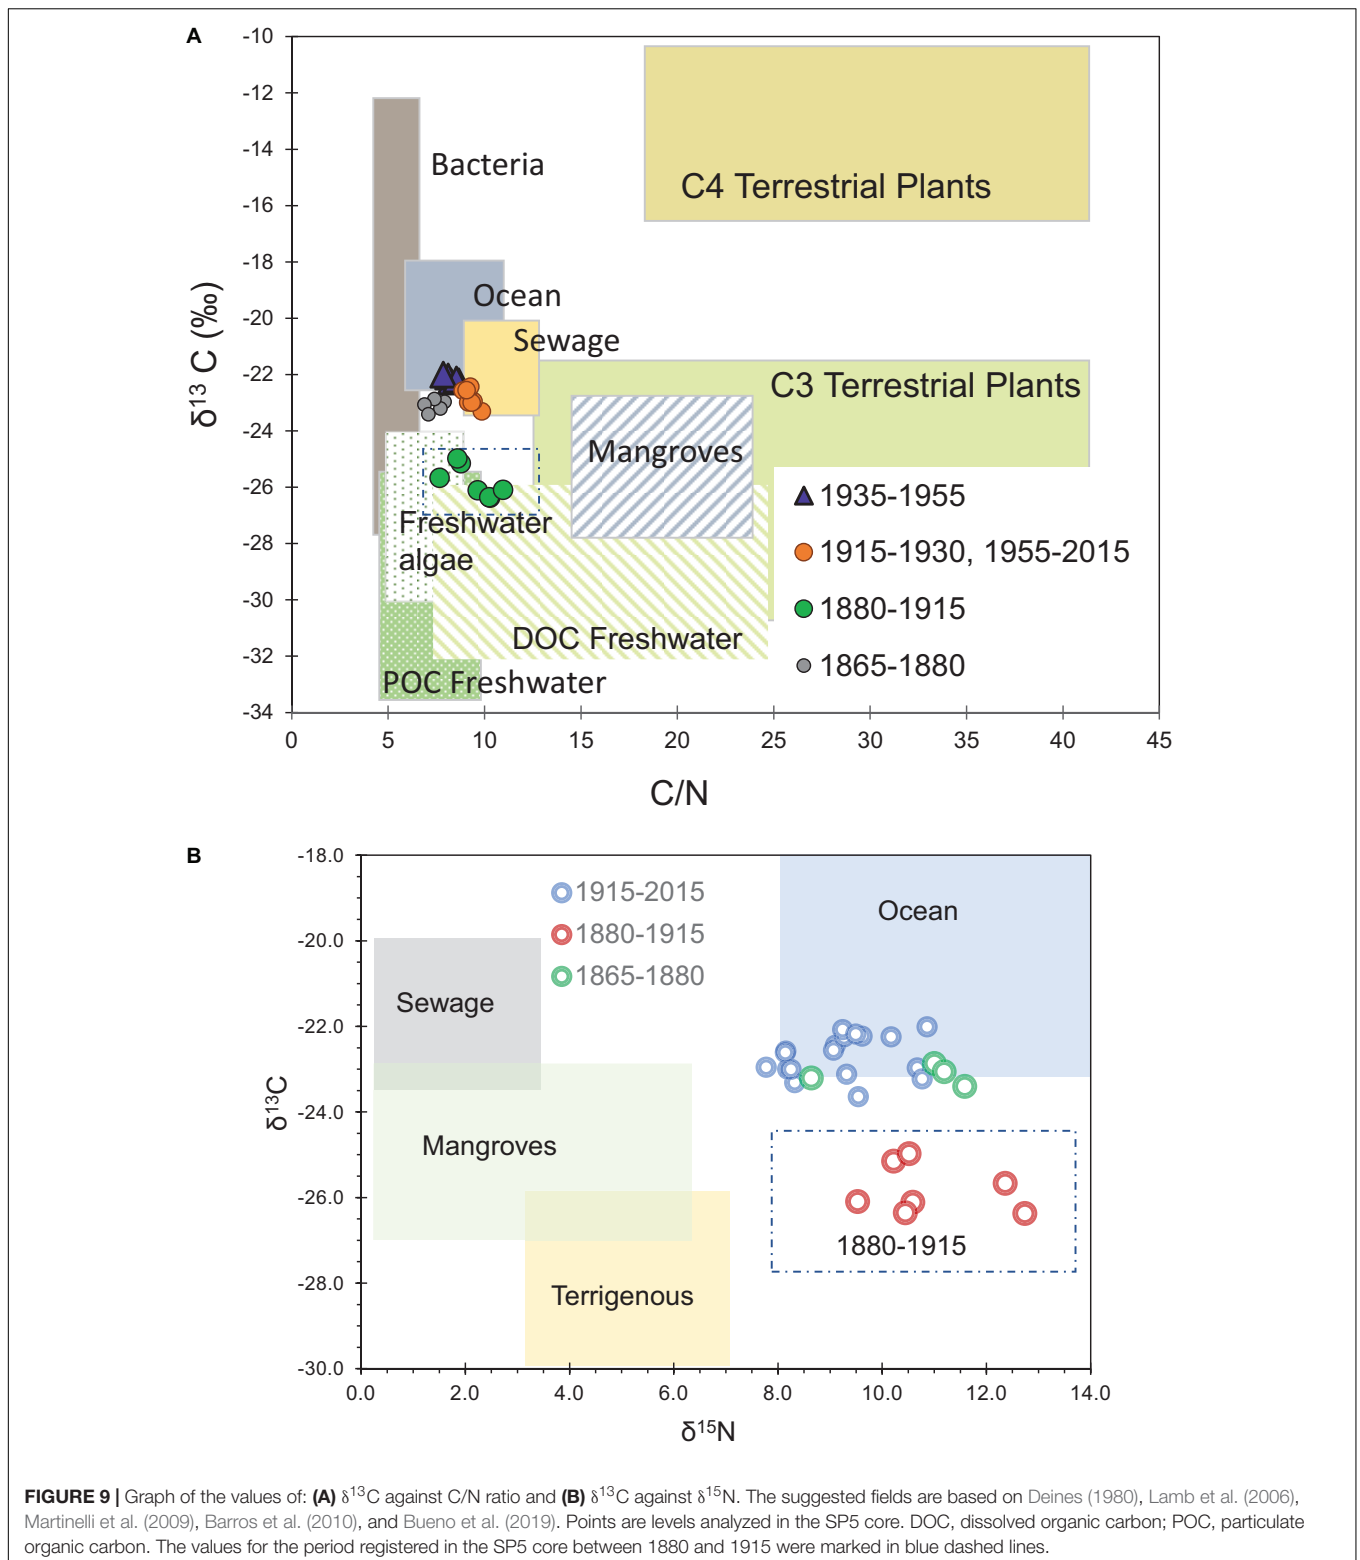 A
-10
-12
-14
-16
-18
-20
-22
-24
-26
-28
-30
-32
-34
δ13 C (‰)
Bacteria
C4 Terrestrial Plants
Ocean
Sewage
C3 Terrestrial Plants
Mangroves
Freshwater
algae
DOC Freshwater
POC Freshwater
1935-1955
1915-1930, 1955-2015
1880-1915
1865-1880
0 5 10 15 20 25 30 35 40 45
C/N
B
-18.0
-20.0
-22.0
-24.0
-26.0
-28.0
-30.0
δ13C
1915-2015
1880-1915
1865-1880
Ocean
Sewage
Mangroves
Terrigenous
1880-1915
0.0 2.0 4.0 6.0 8.0 10.0 12.0 14.0
δ15N
FIGURE 9 | Graph of the values of: (A) δ13C against C/N ratio and (B) δ13C against δ15N. The suggested fields are based on Deines (1980), Lamb et al. (2006),
Martinelli et al. (2009), Barros et al. (2010), and Bueno et al. (2019). Points are levels analyzed in the SP5 core. DOC, dissolved organic carbon; POC, particulate
organic carbon. The values for the period registered in the SP5 core between 1880 and 1915 were marked in blue dashed lines.